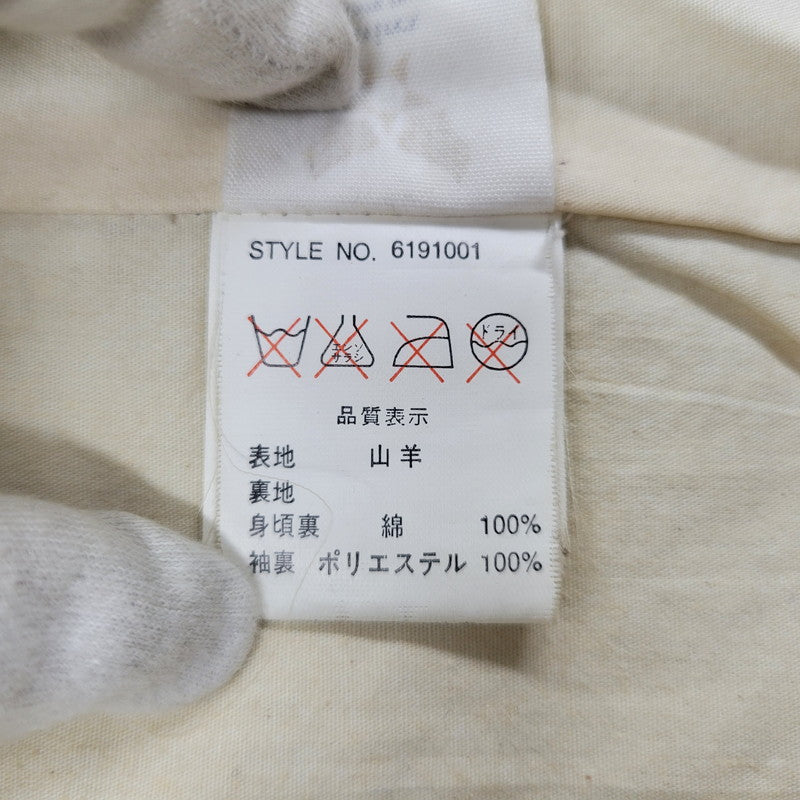 STYLE NO. 6191001
エンソ
サラシ
ドライ
品質表示
表地 山羊
裏地
身頃裏 綿 100%
袖裏 ポリエステル 100%